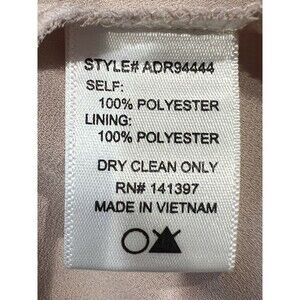 STYLE# ADR94444
SELF:
100% POLYESTER
LINING:
100% POLYESTER
DRY CLEAN ONLY
RN# 141397
MADE IN VIETNAM